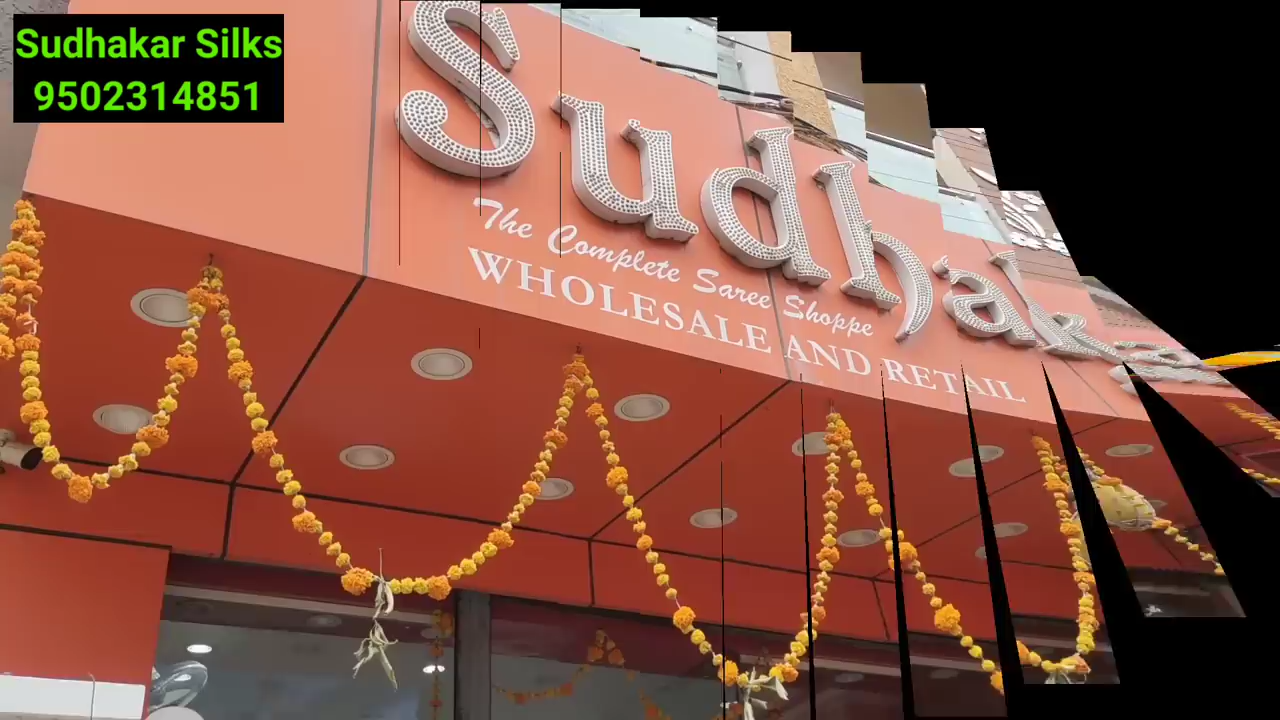 Sudhakar Silks
9502314851
Sudhakar
The Complete Saree Shoppe
WHOLESALE AND RETAIL